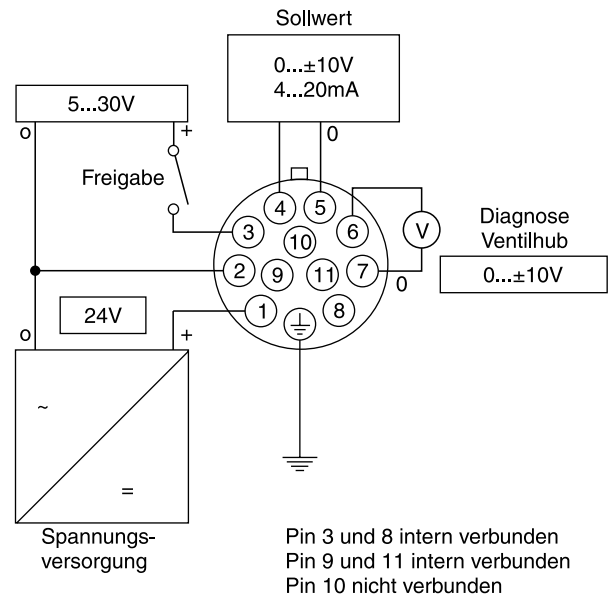 Sollwert
0...±10V
4...20mA
5...30V
o
+
0
Freigabe
4
5
3
6
10
V
Diagnose
Ventilhub
2
9
11
7
0
0...±10V
24V
1
8
o
+
~
=
Spannungs-
versorgung
Pin 3 und 8 intern verbunden
Pin 9 und 11 intern verbunden
Pin 10 nicht verbunden